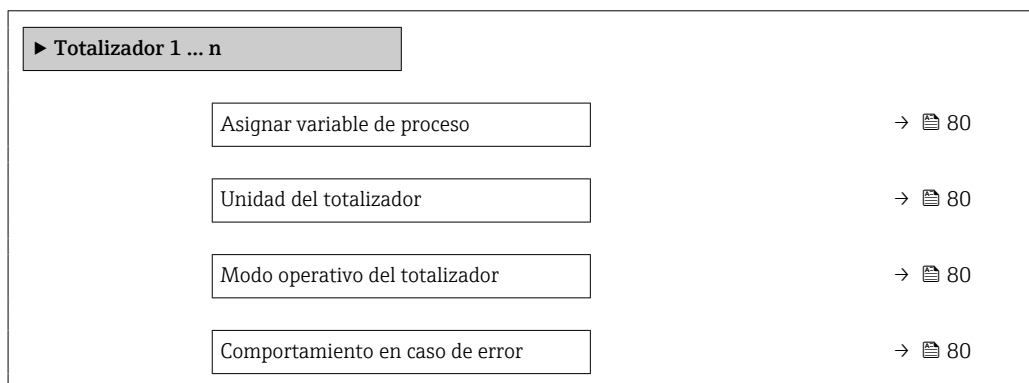 ▶ Totalizador 1 … n
Asignar variable de proceso → 80
Unidad del totalizador → 80
Modo operativo del totalizador → 80
Comportamiento en caso de error → 80